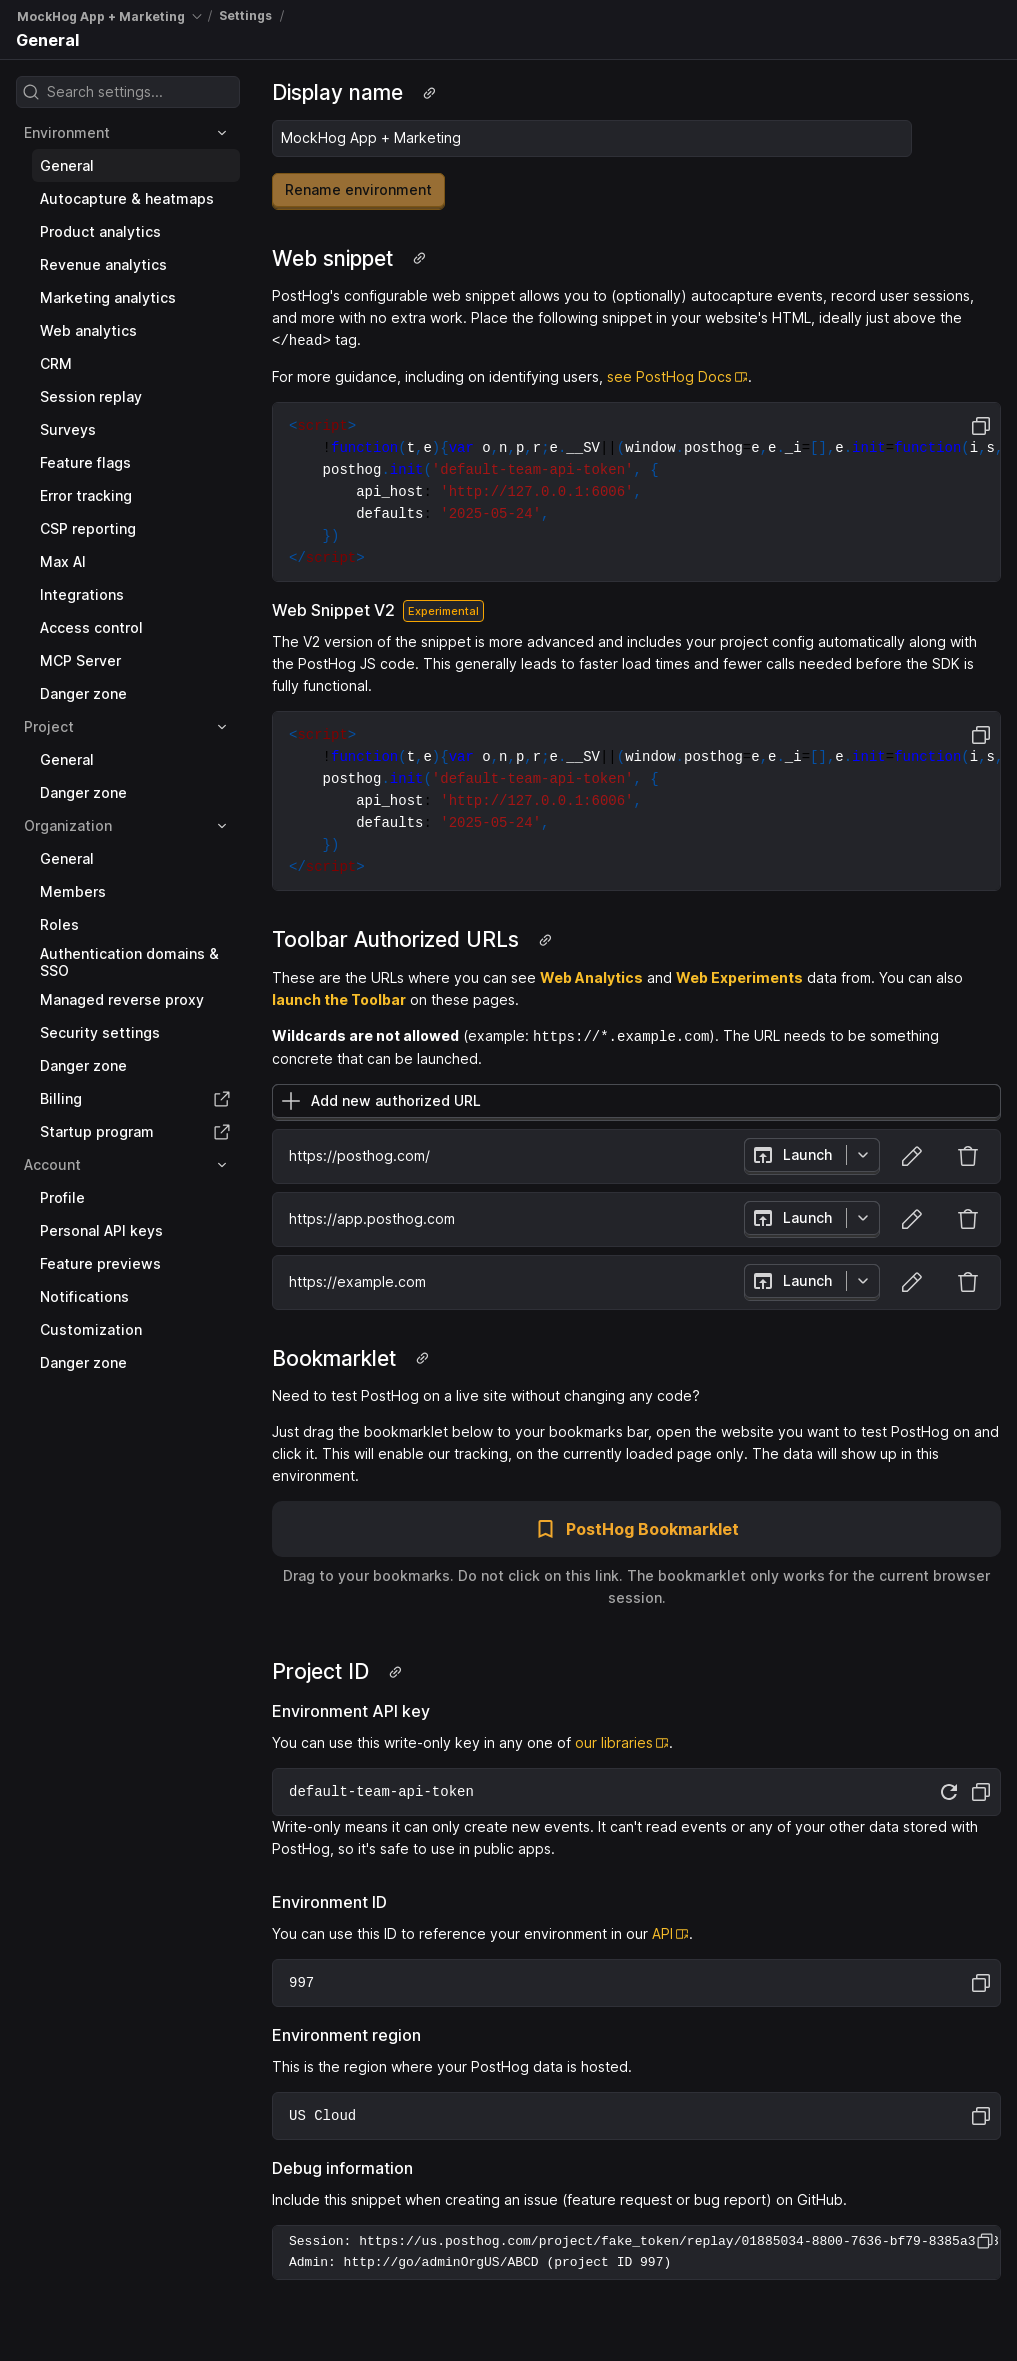 MockHog App + Marketing / Settings /
General
Search settings...
Environment
General
Autocapture & heatmaps
Product analytics
Revenue analytics
Marketing analytics
Web analytics
CRM
Session replay
Surveys
Feature flags
Error tracking
CSP reporting
Max AI
Integrations
Access control
MCP Server
Danger zone
Project
General
Danger zone
Organization
General
Members
Roles
Authentication domains &
SSO
Managed reverse proxy
Security settings
Danger zone
Billing
Startup program
Account
Profile
Personal API keys
Feature previews
Notifications
Customization
Danger zone
Display name
MockHog App + Marketing
Rename environment
Web snippet
PostHog's configurable web snippet allows you to (optionally) autocapture events, record user sessions,
and more with no extra work. Place the following snippet in your website's HTML, ideally just above the
</head> tag.
For more guidance, including on identifying users, see PostHog Docs.
<script>
!function(t,e){var o,n,p,r;e.__SV||(window.posthog=e,e._i=[],e.init=function(i,s,
posthog.init('default-team-api-token', {
api_host: 'http://127.0.0.1:6006',
defaults: '2025-05-24',
})
</script>
Web Snippet V2 Experimental
The V2 version of the snippet is more advanced and includes your project config automatically along with
the PostHog JS code. This generally leads to faster load times and fewer calls needed before the SDK is
fully functional.
<script>
!function(t,e){var o,n,p,r;e.__SV||(window.posthog=e,e._i=[],e.init=function(i,s,
posthog.init('default-team-api-token', {
api_host: 'http://127.0.0.1:6006',
defaults: '2025-05-24',
})
</script>
Toolbar Authorized URLs
These are the URLs where you can see Web Analytics and Web Experiments data from. You can also
launch the Toolbar on these pages.
Wildcards are not allowed (example: https://*.example.com). The URL needs to be something
concrete that can be launched.
Add new authorized URL
https://posthog.com/ Launch
https://app.posthog.com Launch
https://example.com Launch
Bookmarklet
Need to test PostHog on a live site without changing any code?
Just drag the bookmarklet below to your bookmarks bar, open the website you want to test PostHog on and
click it. This will enable our tracking, on the currently loaded page only. The data will show up in this
environment.
PostHog Bookmarklet
Drag to your bookmarks. Do not click on this link. The bookmarklet only works for the current browser
session.
Project ID
Environment API key
You can use this write-only key in any one of our libraries.
default-team-api-token
Write-only means it can only create new events. It can't read events or any of your other data stored with
PostHog, so it's safe to use in public apps.
Environment ID
You can use this ID to reference your environment in our API.
997
Environment region
This is the region where your PostHog data is hosted.
US Cloud
Debug information
Include this snippet when creating an issue (feature request or bug report) on GitHub.
Session: https://us.posthog.com/project/fake_token/replay/01885034-8800-7636-bf79-8385a3
Admin: http://go/adminOrgUS/ABCD (project ID 997)